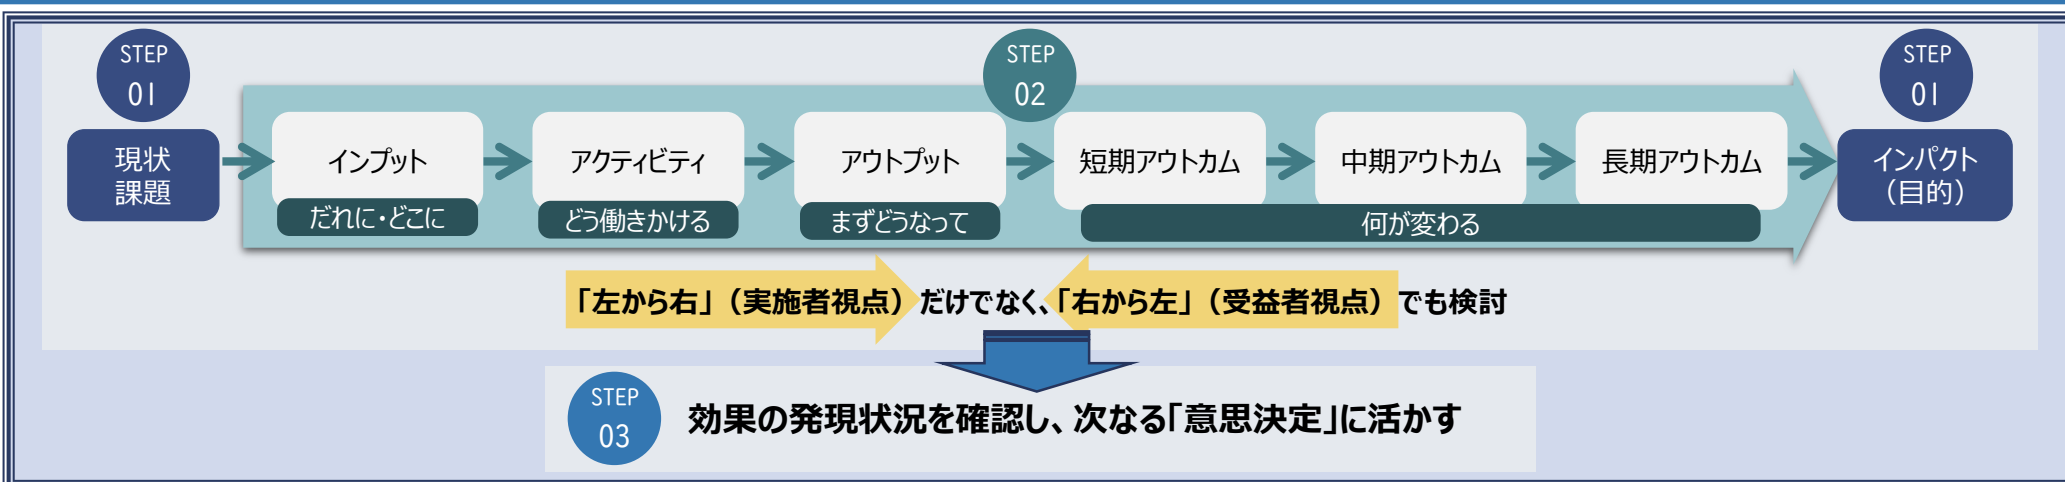 STEP
01
現状
課題
STEP
02
インプット
だれに・どこに
アクティビティ
どう働きかける
アウトプット
まずどうなって
短期アウトカム
中期アウトカム
長期アウトカム
何が変わる
STEP
01
インパクト
（目的）
「左から右」（実施者視点）だけでなく、「右から左」（受益者視点）でも検討
STEP
03
効果の発現状況を確認し、次なる「意思決定」に活かす